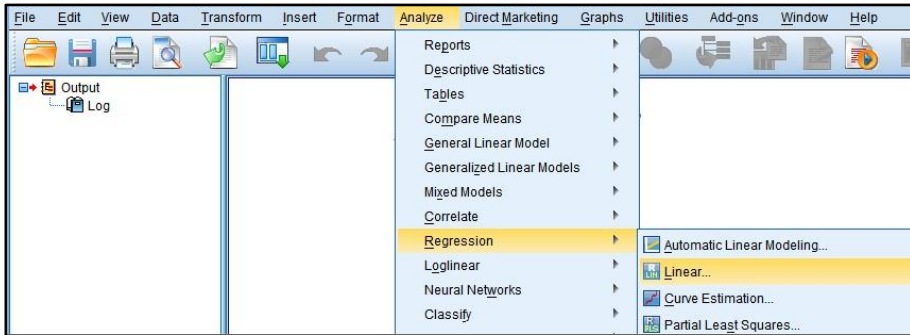 File Edit View Data Transform Insert Format Analyze Direct Marketing Graphs Utilities Add-ons Window Help
Output
Log
Reports
Descriptive Statistics
Tables
Compare Means
General Linear Model
Generalized Linear Models
Mixed Models
Correlate
Regression
Loglinear
Neural Networks
Classify
Automatic Linear Modeling...
Linear...
Curve Estimation...
Partial Least Squares...